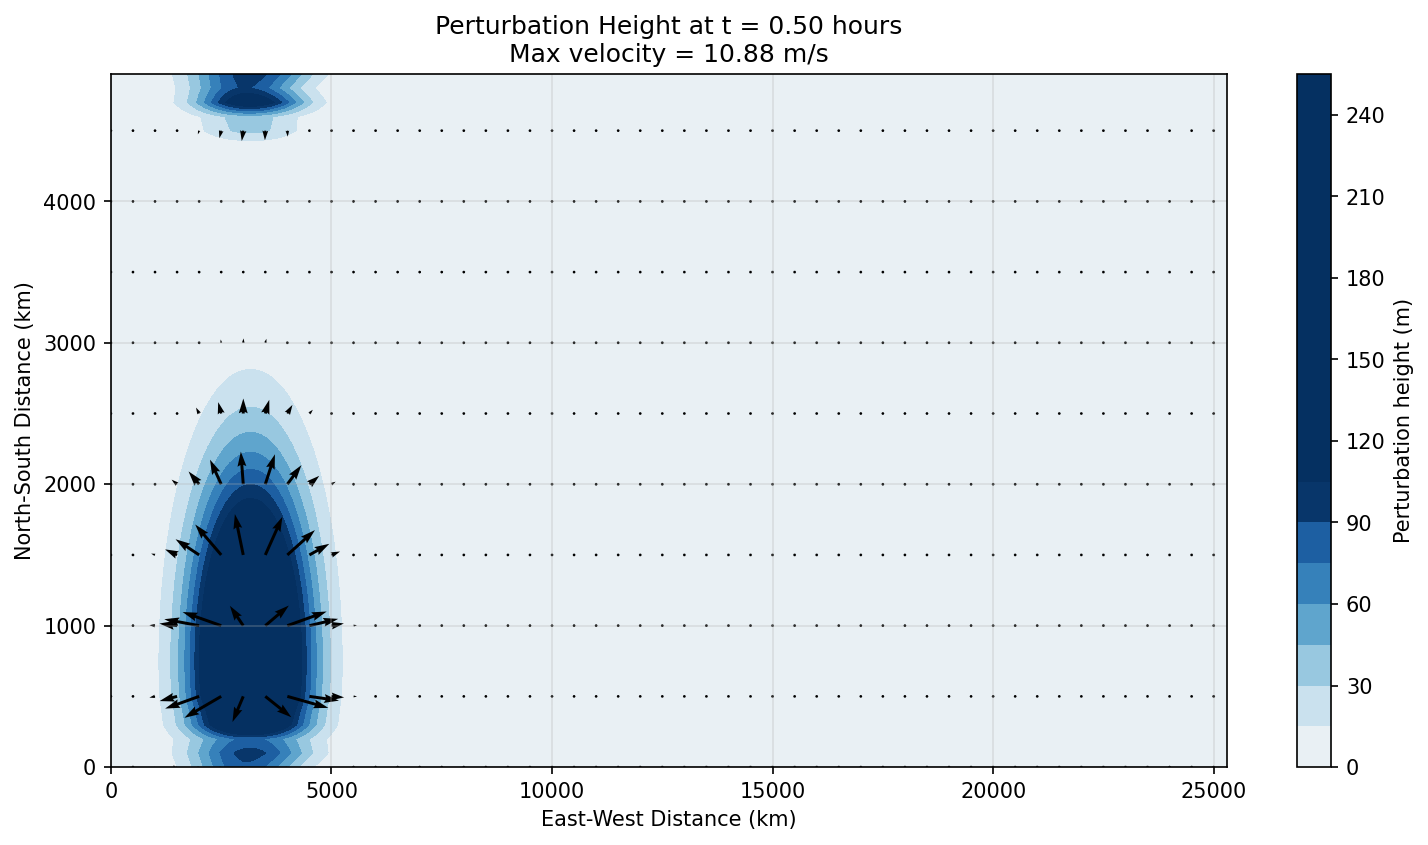 Perturbation Height at t = 0.50 hours
Max velocity = 10.88 m/s
North-South Distance (km)
4000
3000
2000
1000
0
0 5000 10000 15000 20000 25000
East-West Distance (km)
240
210
180
150
120
90
60
30
0
Perturbation height (m)